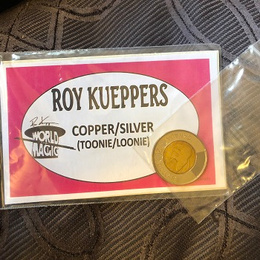 ROY KUEPPERS
COPPER/SILVER
(TOONIE/LOONIE)
WORLD
MAGIC